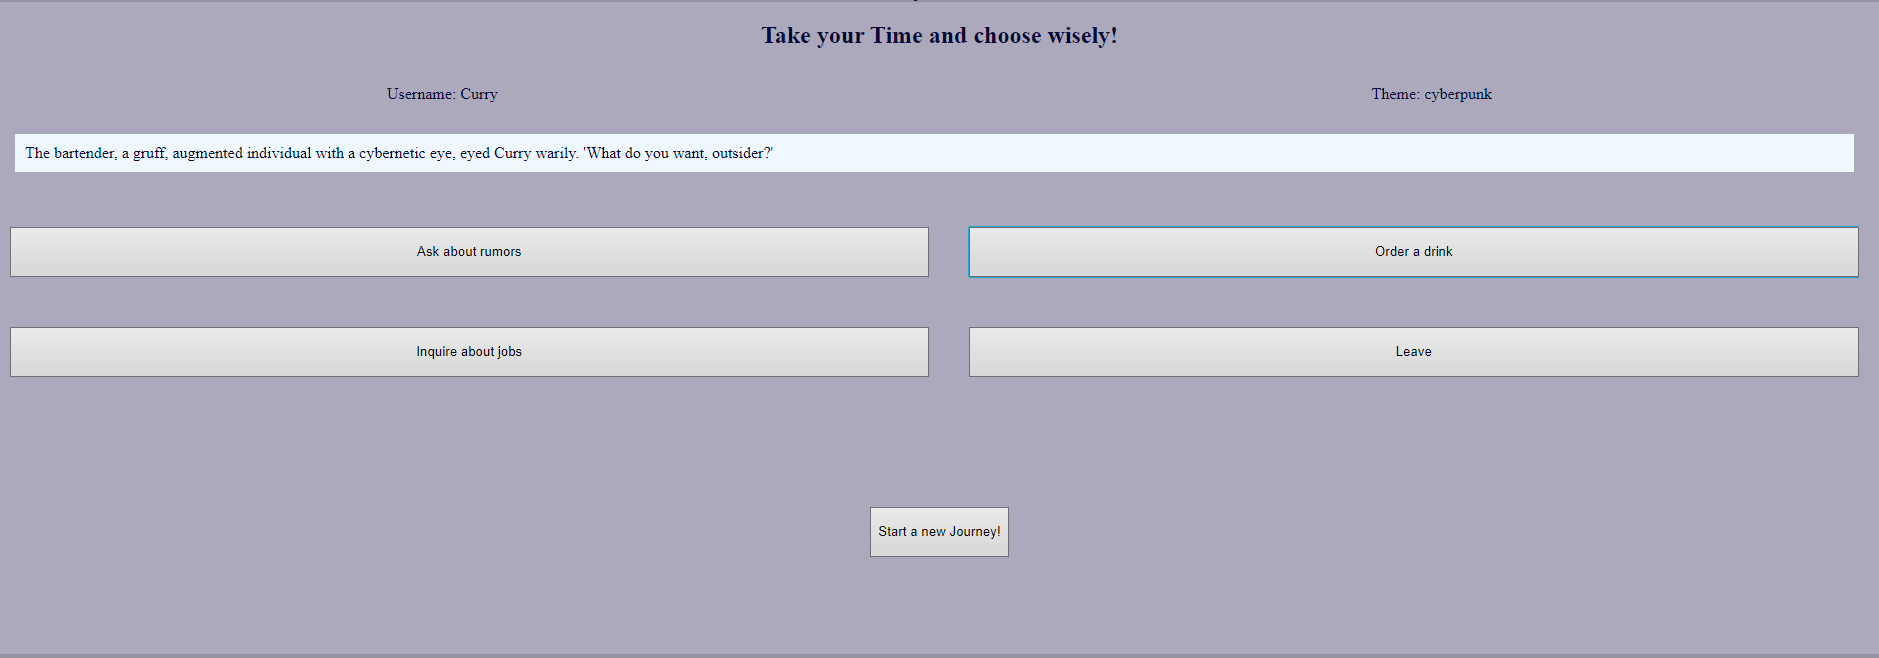 Take your Time and choose wisely!
Username: Curry
Theme: cyberpunk
The bartender, a gruff, augmented individual with a cybernetic eye, eyed Curry warily. 'What do you want, outsider?'
Ask about rumors
Order a drink
Inquire about jobs
Leave
Start a new Journey!